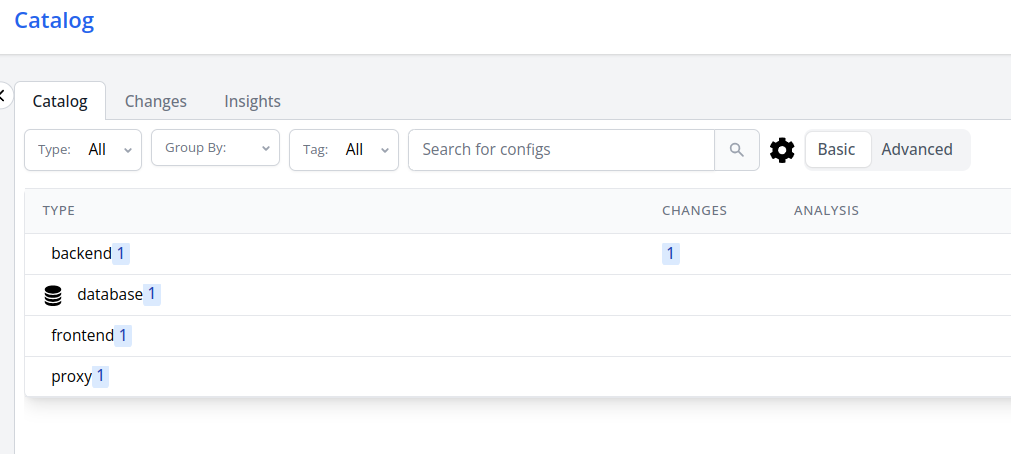 Catalog
Catalog Changes Insights
Type: All Group By: Tag: All Search for configs Basic Advanced
TYPE CHANGES ANALYSIS
backend 1 1
database 1
frontend 1
proxy 1